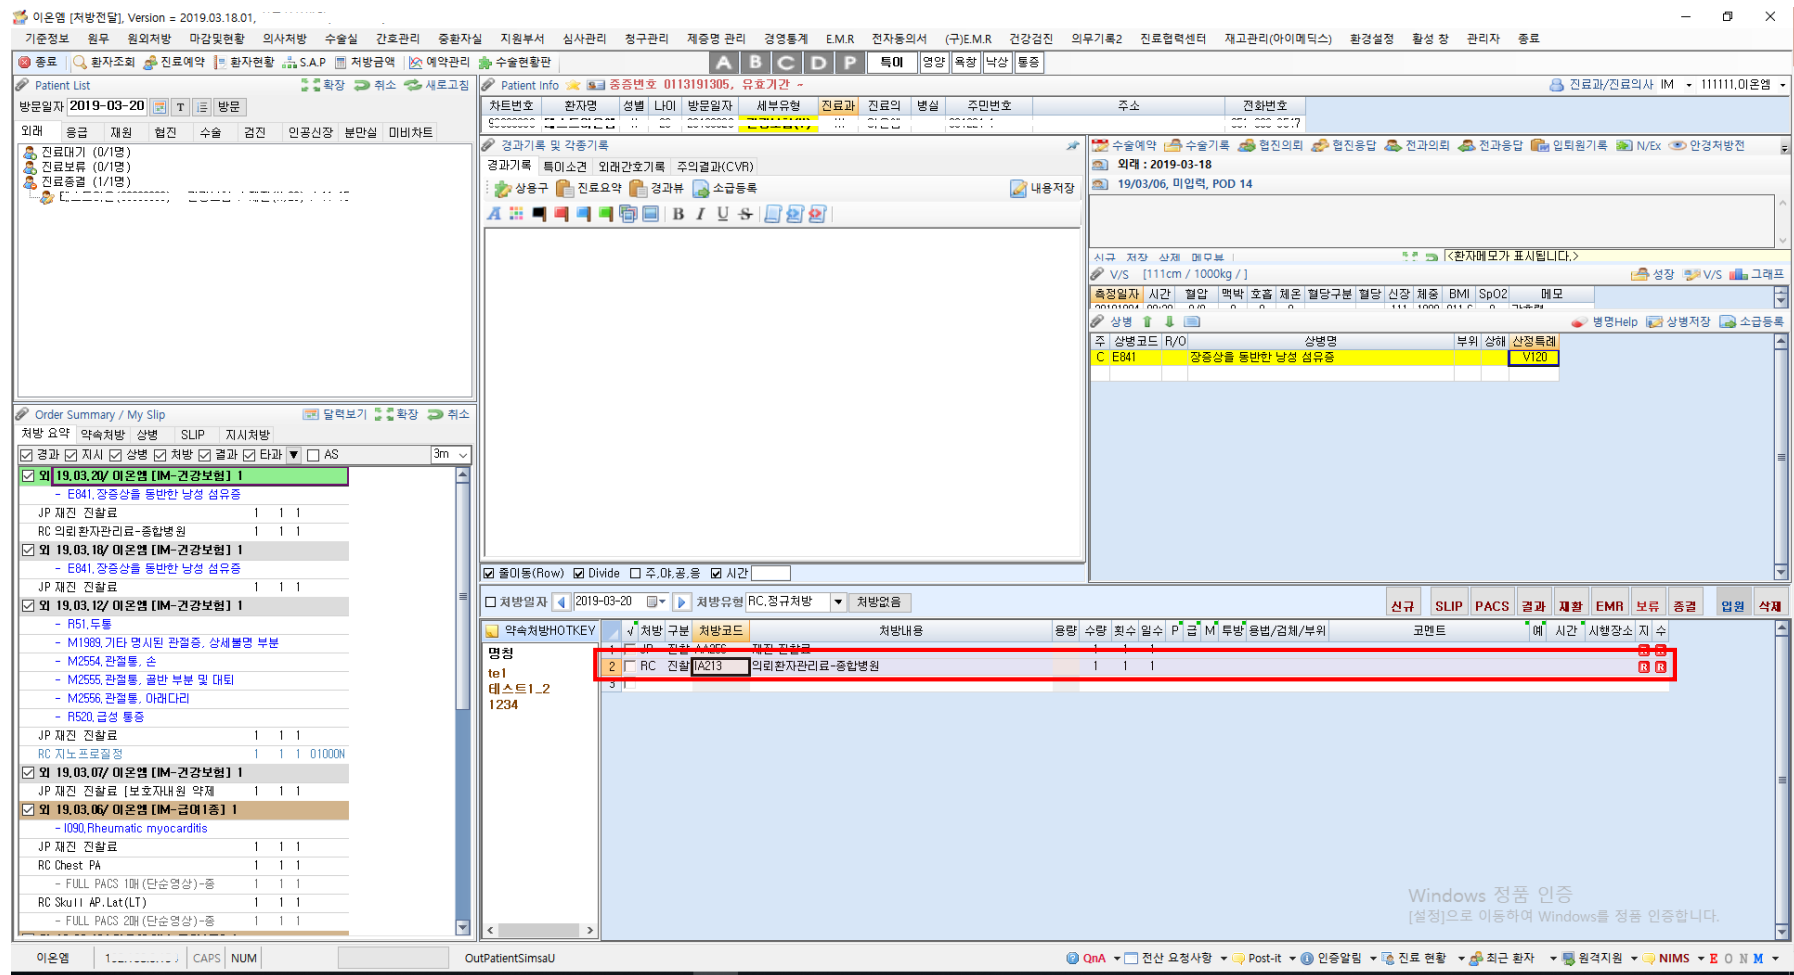 이온엠 [처방전달], Version = 2019.03.18.01,
기준정보 원무 원외처방 마감및현황 의사처방 수술실 간호관리 중환자실 지원부서 심사관리 청구관리 제증명 관리 경영통계 E.M.R 전자동의서 (구)E.M.R 건강검진 의무기록2 진료협력센터 재고관리(아이메딕스) 환경설정 활성 창 관리자 종료
종료 환자조회 진료예약 환자현황 S.A.P 처방금액 예약관리 수술현황판 A B C D P 특이 영양 욕창 낙상 통증
Patient List 확장 취소 새로고침
방문일자 2019-03-20 T 방문
외래 응급 재원 협진 수술 검진 인공신장 분만실 미비차트
진료대기 (0/1명)
진료보류 (0/1명)
진료종결 (1/1명)
Patient Info 중증번호 0113191305, 유효기간 ~ 진료과/진료의사 IM 111111,이온엠
차트번호 환자명 성별 나이 방문일자 세부유형 진료과 진료의 병실 주민번호 주소 전화번호
경과기록 및 각종기록
경과기록 특이소견 외래간호기록 주의결과(CVR)
상용구 진료요약 경과뷰 소급등록 내용저장
B I U S
수술예약 수술기록 협진의뢰 협진응답 전과의뢰 전과응답 입퇴원기록 N/Ex 안경처방전
외래 : 2019-03-18
19/03/06, 미입력, POD 14
신규 저장 삭제 메모뷰 <환자메모가 표시됩니다.>
V/S [111cm / 1000kg / ] 성장 V/S 그래프
측정일자 시간 혈압 맥박 호흡 체온 혈당구분 혈당 신장 체중 BMI SpO2 메모
상병 병명Help 상병저장 소급등록
주 상병코드 R/O 상병명 부위 상해 산정특례
C E841 장증상을 동반한 낭성 섬유증 V120
Order Summary / My Slip 달력보기 확장 취소
처방 요약 약속처방 상병 SLIP 지시처방
경과 지시 상병 처방 결과 타과 ▼ AS 3m
외 19.03.20/ 이온엠 [IM-건강보험] 1
- E841,장증상을 동반한 낭성 섬유증
JP 재진 진찰료 1 1 1
RC 의뢰환자관리료-종합병원 1 1 1
외 19.03.18/ 이온엠 [IM-건강보험] 1
- E841,장증상을 동반한 낭성 섬유증
JP 재진 진찰료 1 1 1
외 19.03.12/ 이온엠 [IM-건강보험] 1
- R51,두통
- M1989,기타 명시된 관절증, 상세불명 부분
- M2554,관절통, 손
- M2555,관절통, 골반 부분 및 대퇴
- M2556,관절통, 아래다리
- R520,급성 통증
JP 재진 진찰료 1 1 1
RC 지노프로질정 1 1 1 01000N
외 19.03.07/ 이온엠 [IM-건강보험] 1
JP 재진 진찰료 [보호자내원 약제 1 1 1
외 19.03.06/ 이온엠 [IM-급여1종] 1
- I090,Rheumatic myocarditis
JP 재진 진찰료 1 1 1
RC Chest PA 1 1 1
- FULL PACS 1매(단순영상)-종 1 1 1
RC Skull AP.Lat(LT) 1 1 1
- FULL PACS 2매(단순영상)-종 1 1 1
줄이동(Row) Divide 주,야,공,응 시간
처방일자 2019-03-20 처방유형 RC.정규처방 처방없음 신규 SLIP PACS 결과 재활 EMR 보류 종결 입원 삭제
약속처방HOTKEY √ 처방 구분 처방코드 처방내용 용량 수량 횟수 일수 P 급 M 투방 용법/검체/부위 코멘트 예 시간 시행장소 지 수
명칭
te1
테스트1_2
1234
1 JP 진찰 AA256 재진 진찰료 1 1 1 R R
2 RC 진찰 IA213 의뢰환자관리료-종합병원 1 1 1 R R
3
Windows 정품 인증
[설정]으로 이동하여 Windows를 정품 인증합니다.
이온엠 CAPS NUM OutPatientSimsaU QnA 전산 요청사항 Post-it 인증알림 진료 현황 최근 환자 원격지원 NIMS E O N M